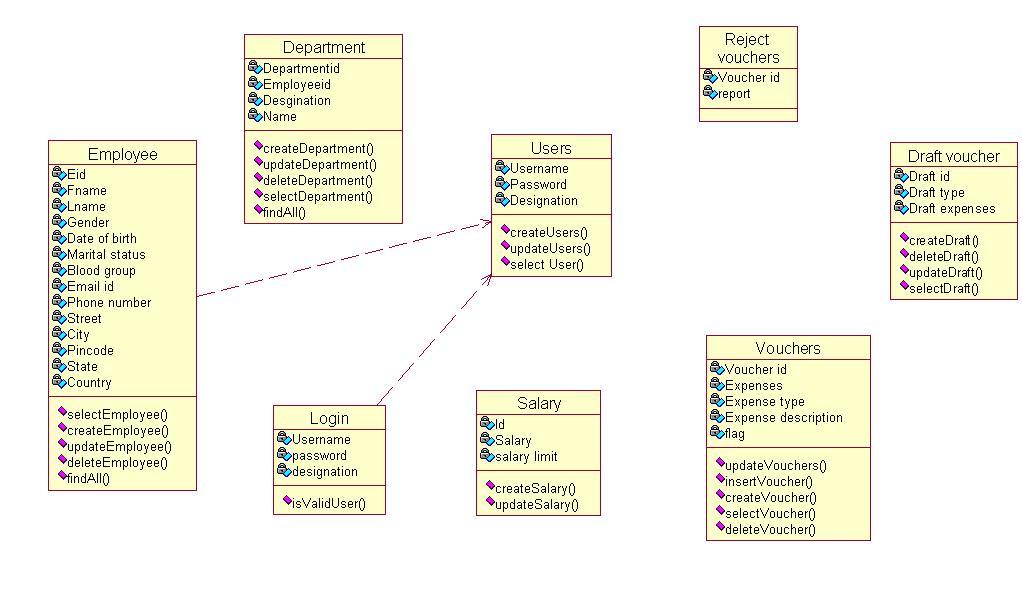 Department
Departmentid
Employeeid
Desgination
Name
createDepartment()
updateDepartment()
deleteDepartment()
selectDepartment()
findAll()
Reject
vouchers
Voucher id
report
Employee
Eid
Fname
Lname
Gender
Date of birth
Marital status
Blood group
Email id
Phone number
Street
City
Pincode
State
Country
selectEmployee()
createEmployee()
updateEmployee()
deleteEmployee()
findAll()
Users
Username
Password
Designation
createUsers()
updateUsers()
select User()
Draft voucher
Draft id
Draft type
Draft expenses
createDraft()
deleteDraft()
updateDraft()
selectDraft()
Login
Username
password
designation
isValidUser()
Salary
Id
Salary
salary limit
createSalary()
updateSalary()
Vouchers
Voucher id
Expenses
Expense type
Expense description
flag
updateVouchers()
insertVoucher()
createVoucher()
selectVoucher()
deleteVoucher()